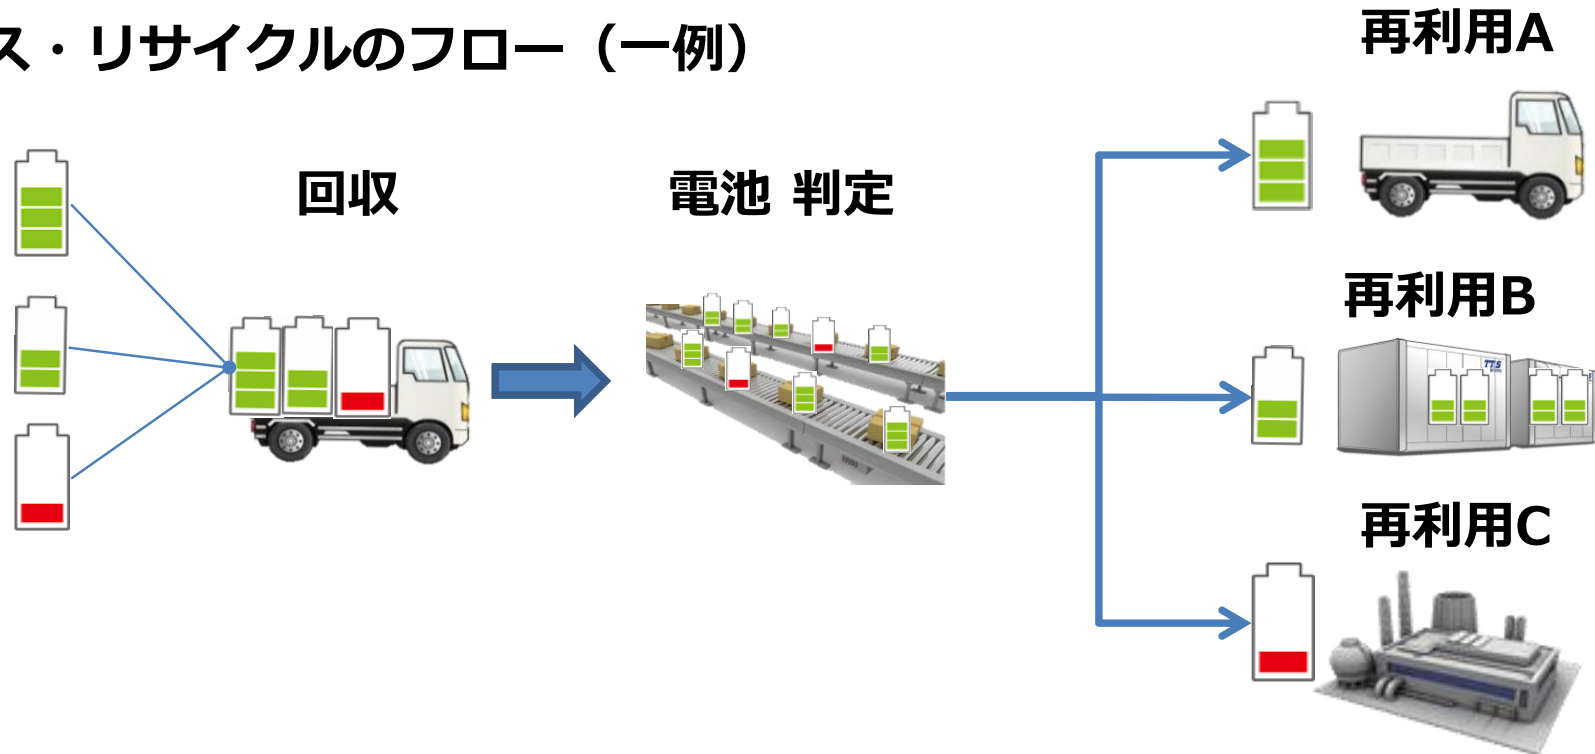 ス・リサイクルのフロー（一例）
再利用A
回収
電池 判定
再利用B
再利用C